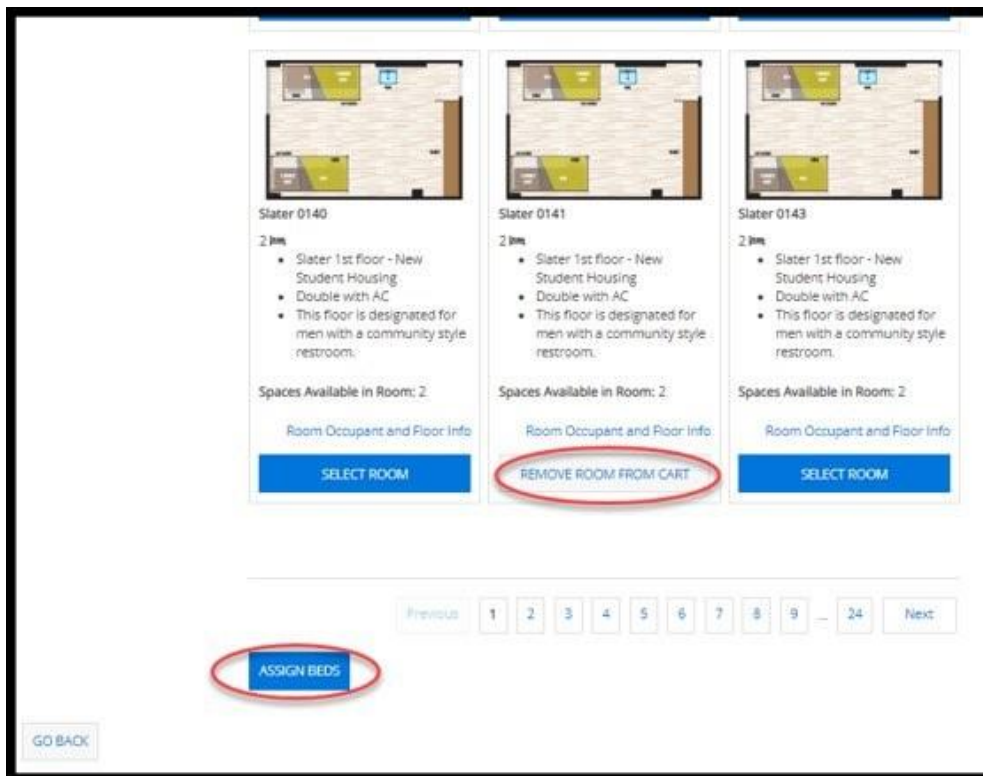 Slater 0140
2
Slater 1st floor - New
Student Housing
Double with AC
This floor is designated for
men with a community style
restroom.
Spaces Available in Room: 2
Room Occupant and Floor Info
SELECT ROOM
Slater 0141
2
Slater 1st floor - New
Student Housing
Double with AC
This floor is designated for
men with a community style
restroom.
Spaces Available in Room: 2
Room Occupant and Floor Info
REMOVE ROOM FROM CART
Slater 0143
2
Slater 1st floor - New
Student Housing
Double with AC
This floor is designated for
men with a community style
restroom.
Spaces Available in Room: 2
Room Occupant and Floor Info
SELECT ROOM
Previous 1 2 3 4 5 6 7 8 9 ... 24 Next
ASSIGN BEDS
GO BACK